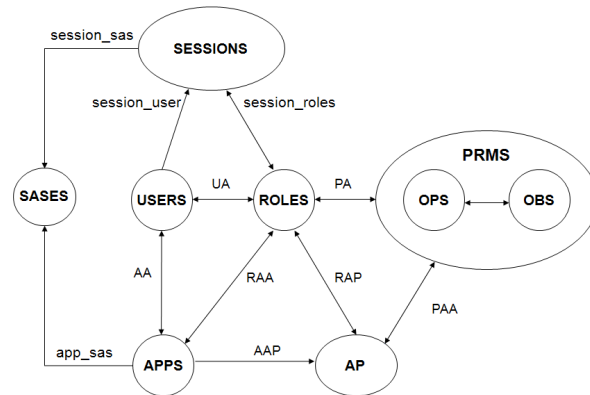 session_sas
SESSIONS
session_user
session_roles
PRMS
SASES
USERS
UA
ROLES
PA
OPS
OBS
AA
RAA
RAP
PAA
app_sas
APPS
AAP
AP